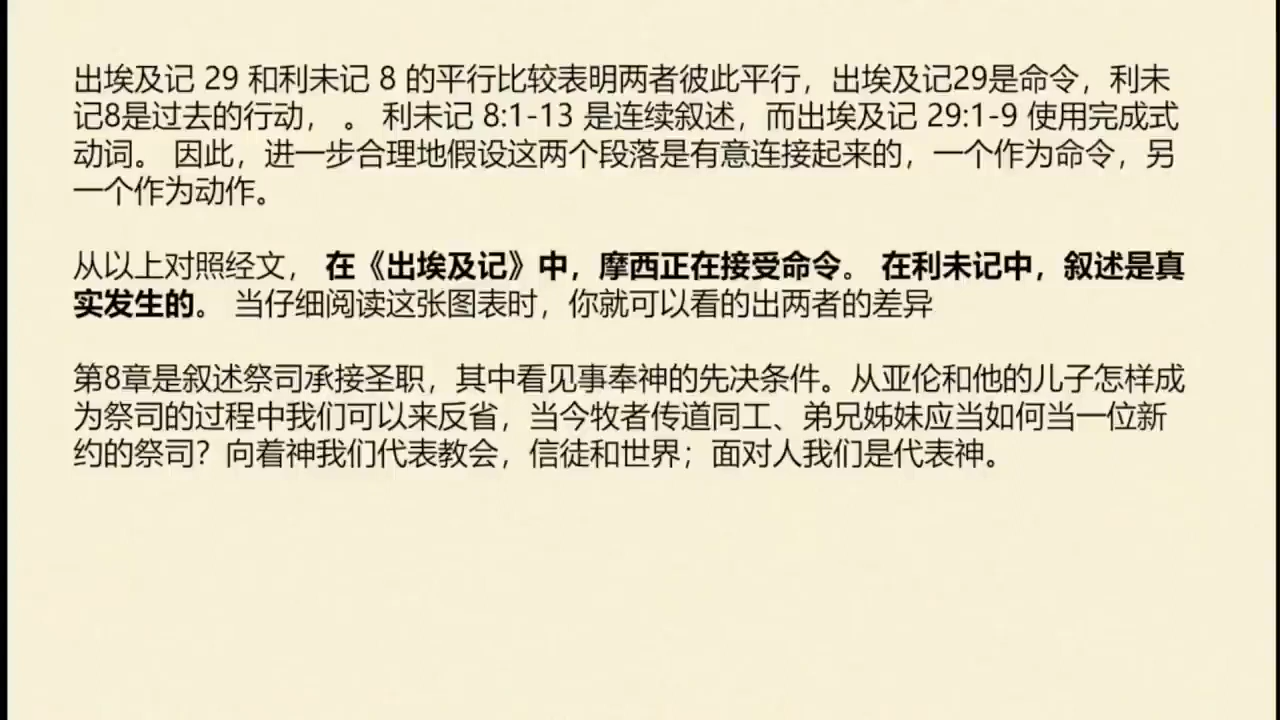 出埃及记 29 和利未记 8 的平行比较表明两者彼此平行，出埃及记29是命令，利未
记8是过去的行动， 。 利未记 8:1-13 是连续叙述，而出埃及记 29:1-9 使用完成式
动词。 因此，进一步合理地假设这两个段落是有意连接起来的，一个作为命令，另
一个作为动作。
从以上对照经文， 在《出埃及记》中，摩西正在接受命令。 在利未记中，叙述是真
实发生的。 当仔细阅读这张图表时，你就可以看的出两者的差异
第8章是叙述祭司承接圣职，其中看见事奉神的先决条件。从亚伦和他的儿子怎样成
为祭司的过程中我们可以来反省，当今牧者传道同工、弟兄姊妹应当如何当一位新
约的祭司？向着神我们代表教会，信徒和世界；面对人我们是代表神。